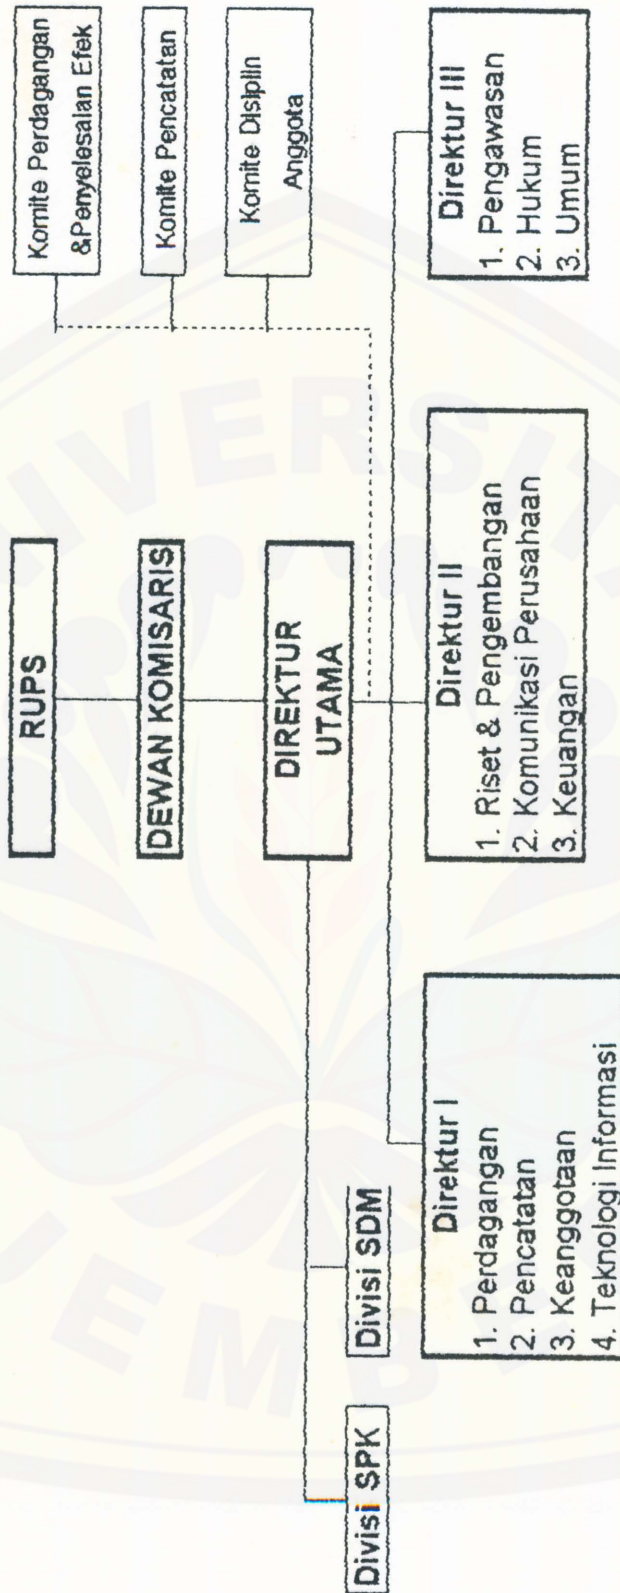 RUPS
DEWAN KOMISARIS
DIREKTUR
UTAMA
Komite Perdagangan
&Penyelesaian Efek
Komite Pencatatan
Komite Disiplin
Anggota
Divisi SPK
Divisi SDM
Direktur I
1. Perdagangan
2. Pencatatan
3. Keanggotaan
4. Teknologi Informasi
Direktur II
1. Riset & Pengembangan
2. Komunikasi Perusahaan
3. Keuangan
Direktur III
1. Pengawasan
2. Hukum
3. Umum
UNIVERSITA
JEMBE